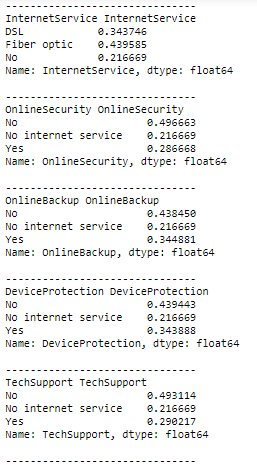 ------------------------------
InternetService InternetService
DSL            0.343746
Fiber optic    0.439585
No             0.216669
Name: InternetService, dtype: float64
------------------------------
OnlineSecurity OnlineSecurity
No                     0.496663
No internet service    0.216669
Yes                    0.286668
Name: OnlineSecurity, dtype: float64
------------------------------
OnlineBackup OnlineBackup
No                     0.438450
No internet service    0.216669
Yes                    0.344881
Name: OnlineBackup, dtype: float64
------------------------------
DeviceProtection DeviceProtection
No                     0.439443
No internet service    0.216669
Yes                    0.343888
Name: DeviceProtection, dtype: float64
------------------------------
TechSupport TechSupport
No                     0.493114
No internet service    0.216669
Yes                    0.290217
Name: TechSupport, dtype: float64
------------------------------